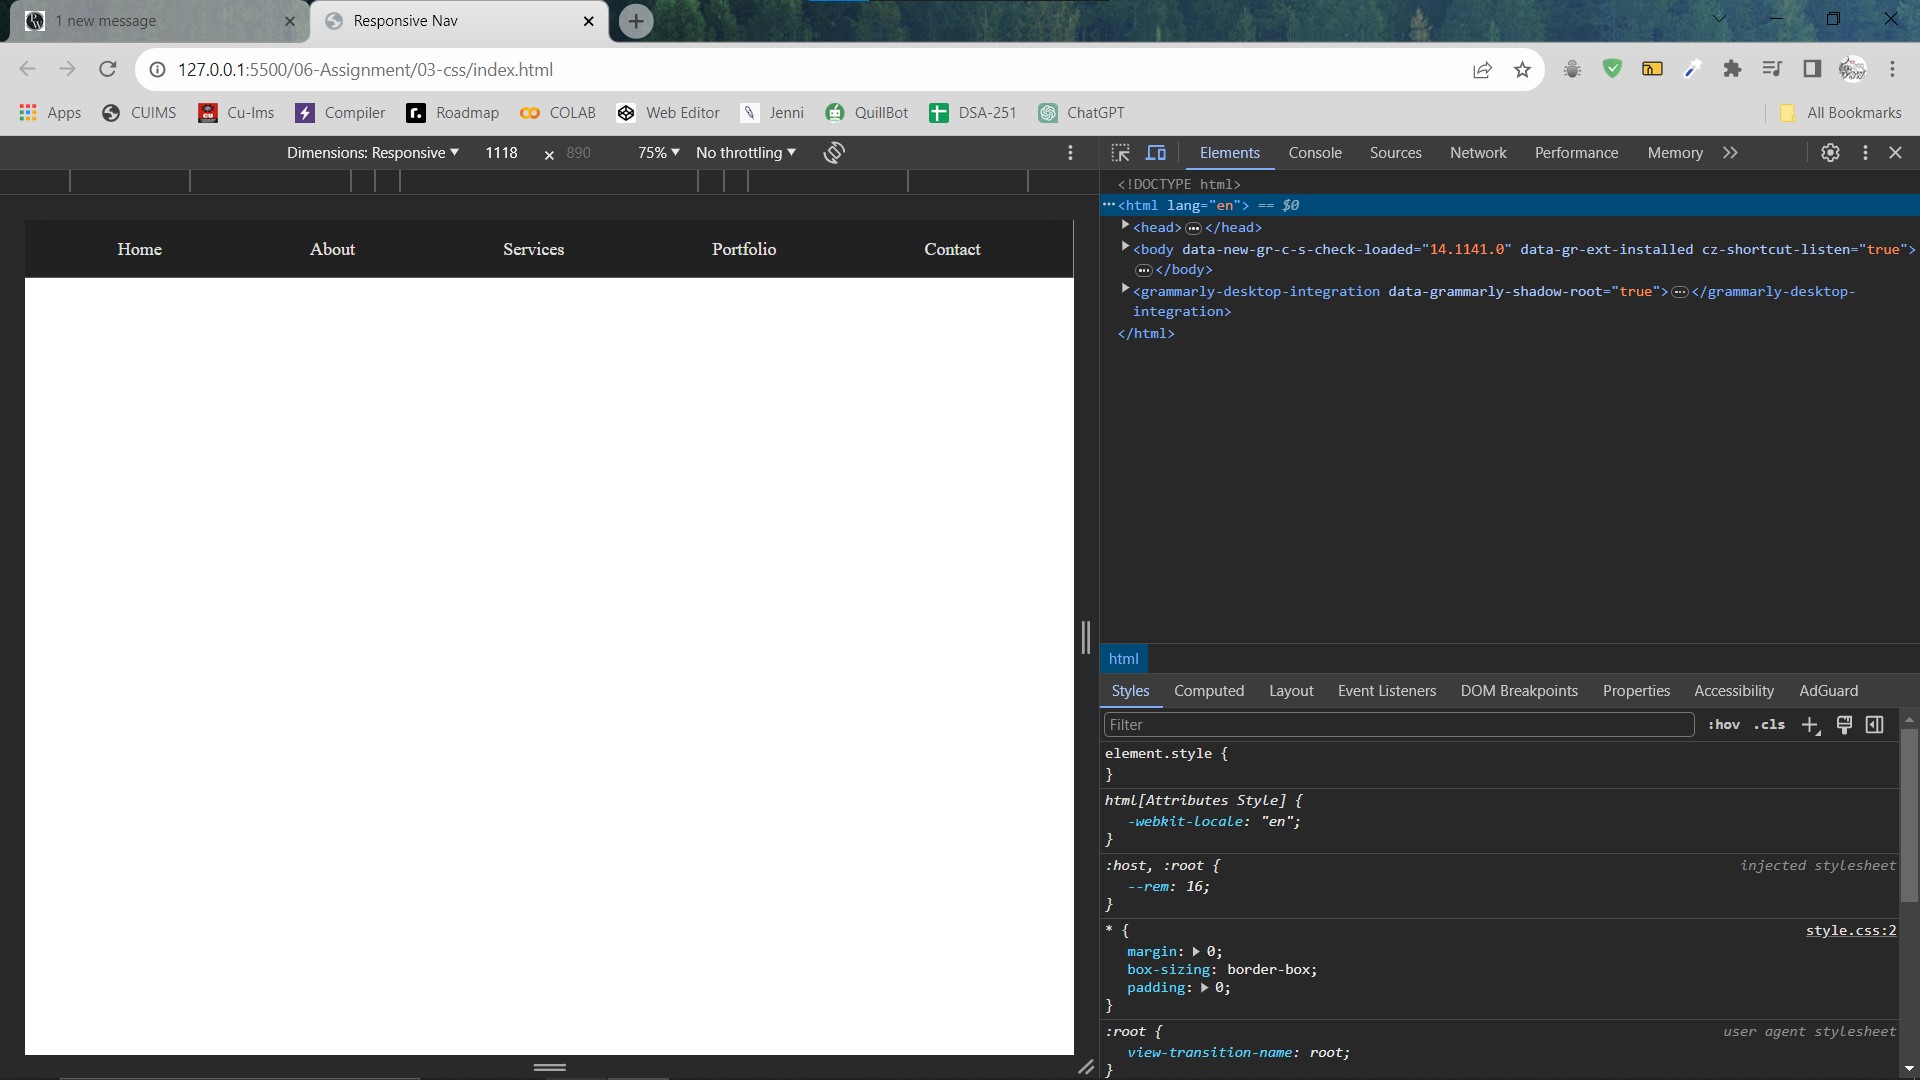 1 new message
Responsive Nav
127.0.0.1:5500/06-Assignment/03-css/index.html
Apps CUIMS Cu-lms Compiler Roadmap COLAB Web Editor Jenni QuillBot DSA-251 ChatGPT All Bookmarks
Dimensions: Responsive 1118 × 890 75% No throttling
Home About Services Portfolio Contact
Elements Console Sources Network Performance Memory
<!DOCTYPE html>
<html lang="en"> == $0
<head> </head>
<body data-new-gr-c-s-check-loaded="14.1141.0" data-gr-ext-installed cz-shortcut-listen="true">
</body>
<grammarly-desktop-integration data-grammarly-shadow-root="true"> </grammarly-desktop-
integration>
</html>
html
Styles Computed Layout Event Listeners DOM Breakpoints Properties Accessibility AdGuard
Filter :hov .cls
element.style {
}
html[Attributes Style] {
-webkit-locale: "en";
}
:host, :root { injected stylesheet
--rem: 16;
}
* { style.css:2
margin: 0;
box-sizing: border-box;
padding: 0;
}
:root { user agent stylesheet
view-transition-name: root;
}